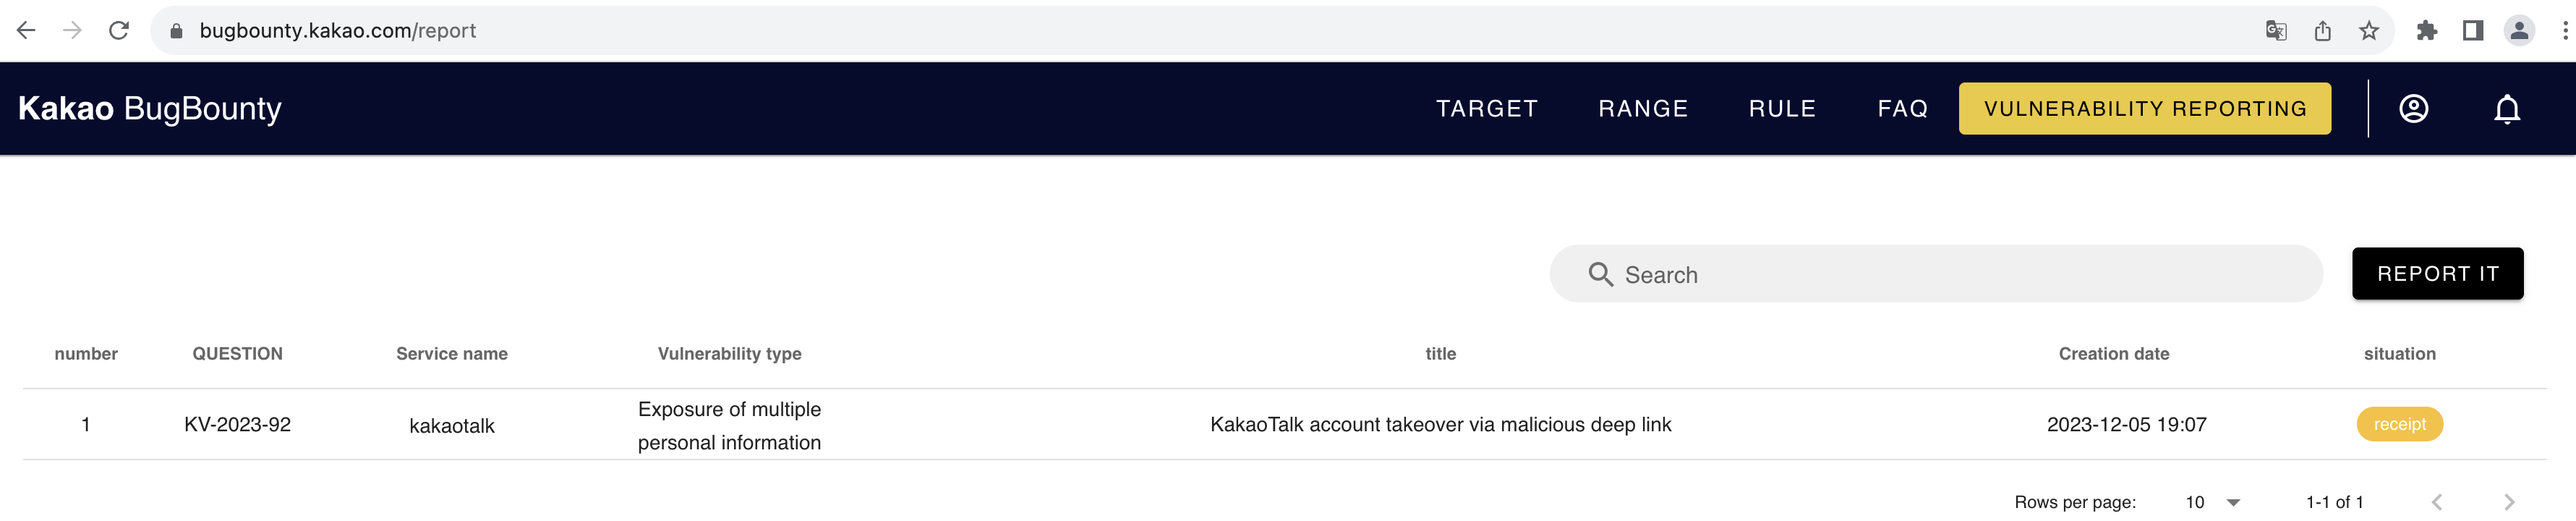 bugbounty.kakao.com/report
Kakao BugBounty
TARGET RANGE RULE FAQ VULNERABILITY REPORTING
Search
REPORT IT
number QUESTION Service name Vulnerability type title Creation date situation
1 KV-2023-92 kakaotalk Exposure of multiple personal information KakaoTalk account takeover via malicious deep link 2023-12-05 19:07 receipt
Rows per page: 10 1-1 of 1